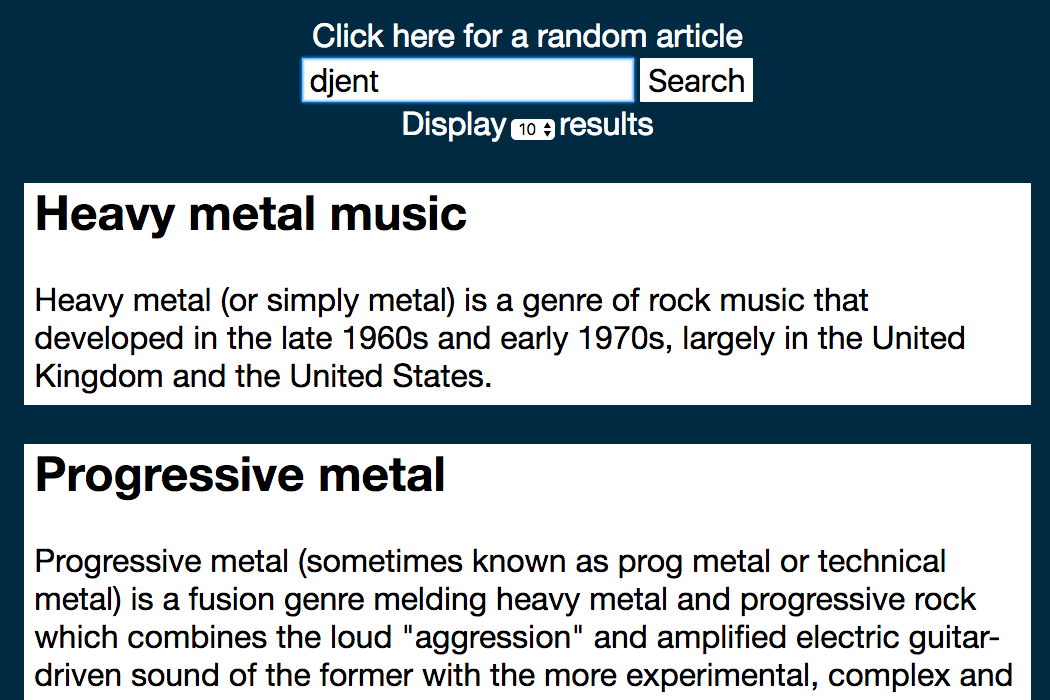 Click here for a random article
djent Search
Display 10 results
Heavy metal music
Heavy metal (or simply metal) is a genre of rock music that
developed in the late 1960s and early 1970s, largely in the United
Kingdom and the United States.
Progressive metal
Progressive metal (sometimes known as prog metal or technical
metal) is a fusion genre melding heavy metal and progressive rock
which combines the loud "aggression" and amplified electric guitar-
driven sound of the former with the more experimental, complex and